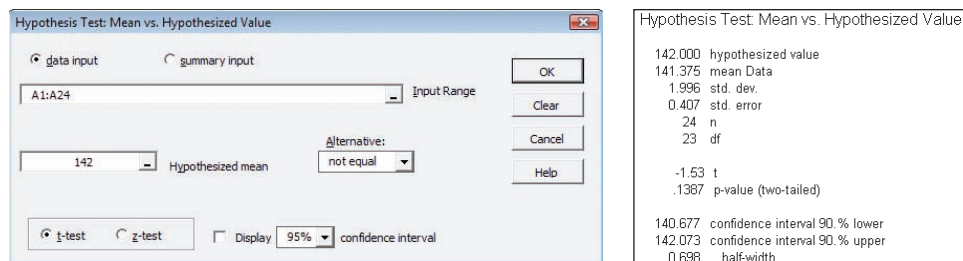 Hypothesis Test: Mean vs. Hypothesized Value
data input summary input
OK
A1:A24 Input Range
Clear
Alternative:
Cancel
142 Hypothesized mean not equal
Help
t-test z-test Display 95% confidence interval
Hypothesis Test: Mean vs. Hypothesized Value
142.000 hypothesized value
141.375 mean Data
1.996 std. dev.
0.407 std. error
24 n
23 df
-1.53 t
.1387 p-value (two-tailed)
140.677 confidence interval 90.% lower
142.073 confidence interval 90.% upper
0.698 half-width